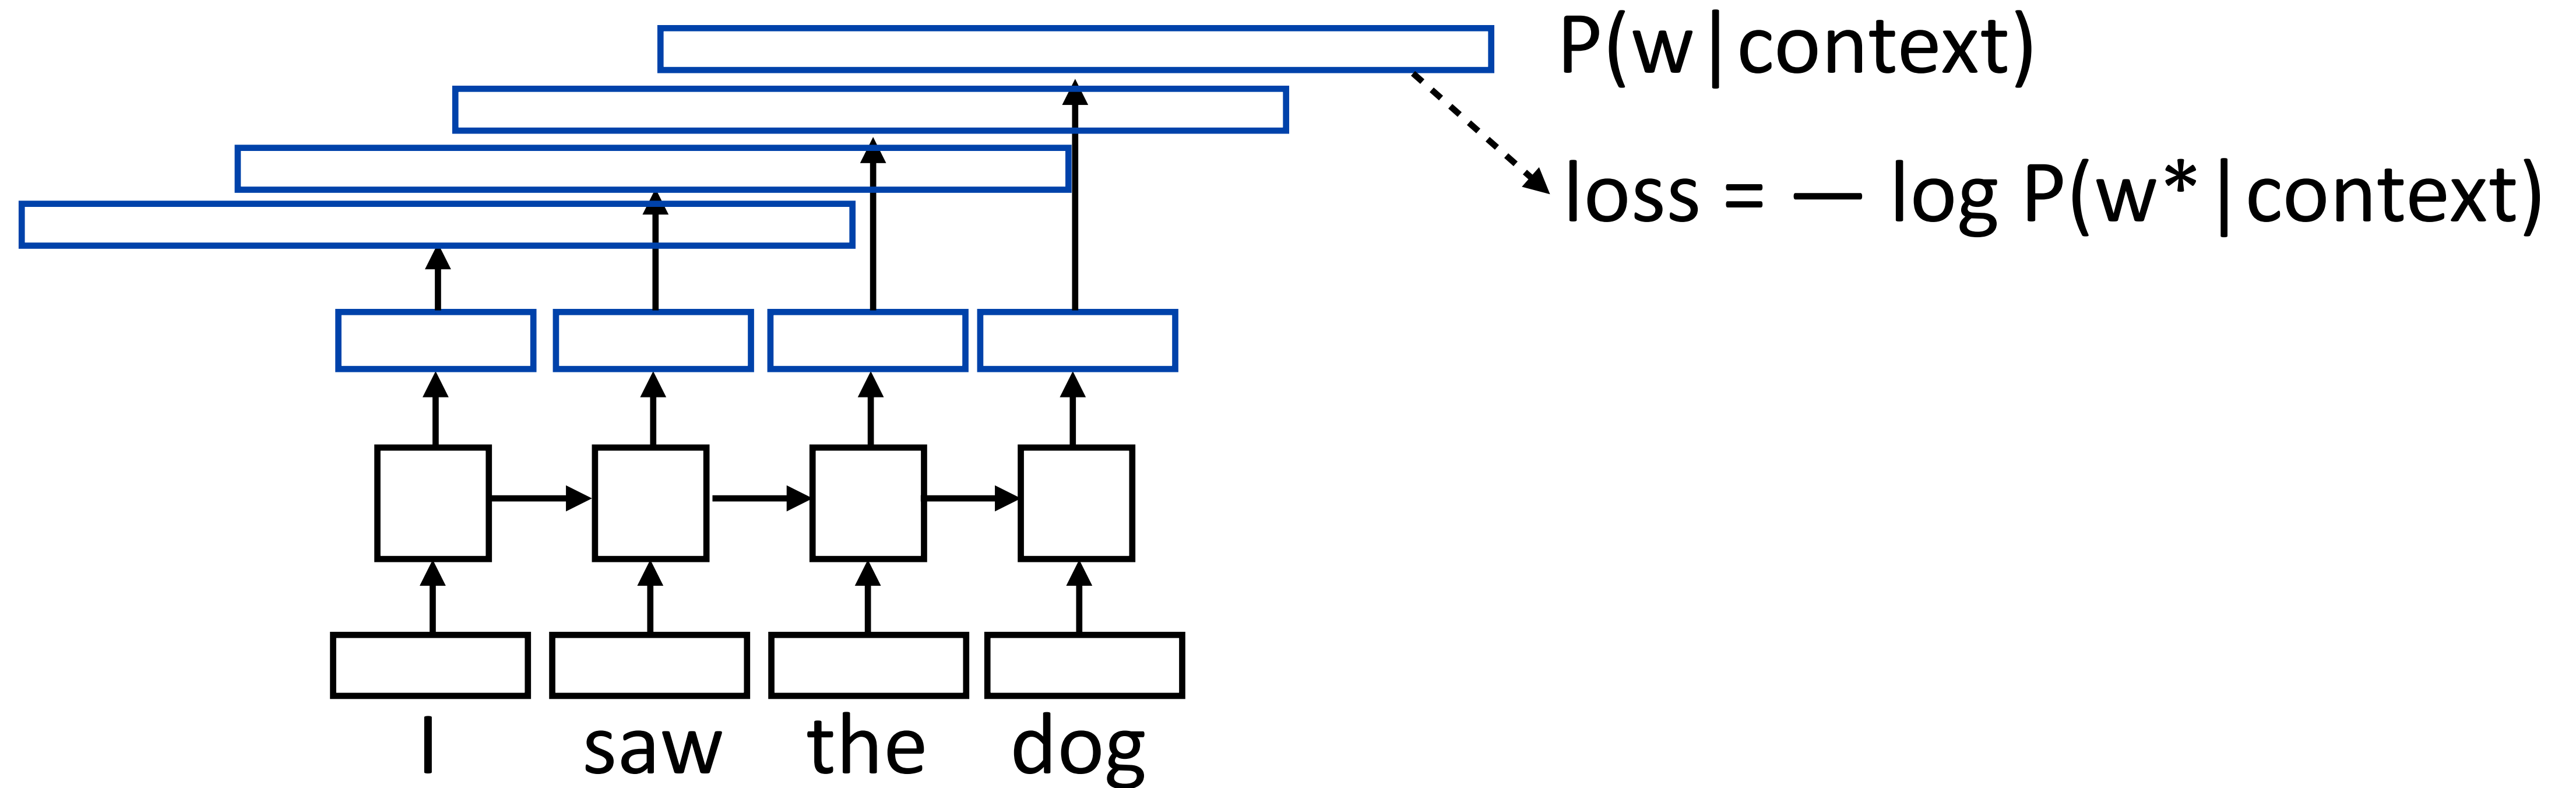 P(w|context)
loss = — log P(w*|context)
I saw the dog